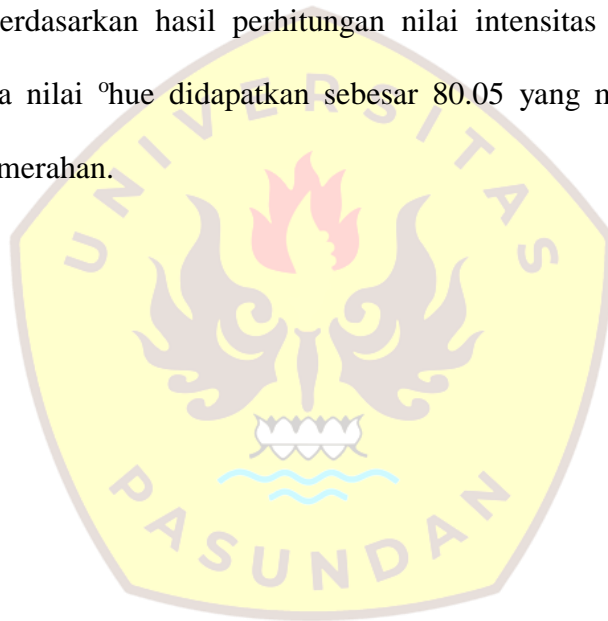 erdasarkan hasil perhitungan nilai intensitas
a nilai °hue didapatkan sebesar 80.05 yang
merahan.
UNIVERSITAS
PASUNDAN